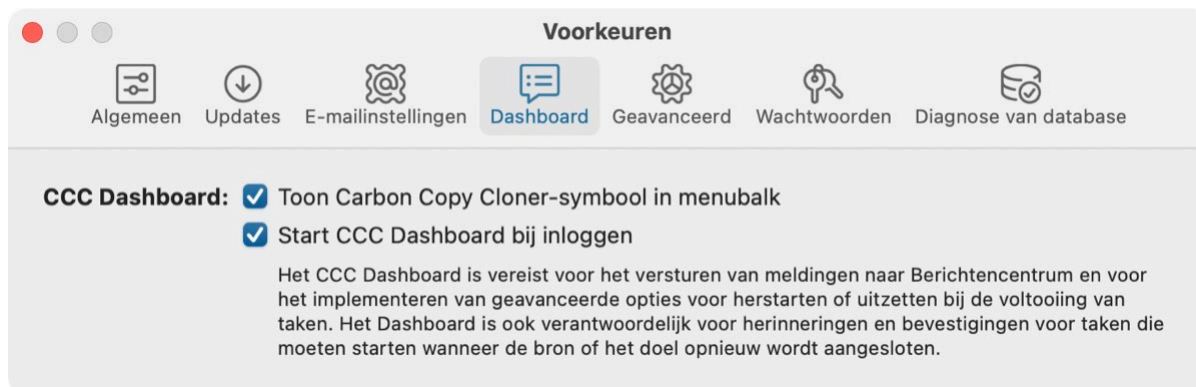 Voorkeuren
Algemeen Updates E-mailinstellingen Dashboard Geavanceerd Wachtwoorden Diagnose van database
CCC Dashboard: Toon Carbon Copy Cloner-symbool in menubalk
Start CCC Dashboard bij inloggen
Het CCC Dashboard is vereist voor het versturen van meldingen naar Berichtencentrum en voor
het implementeren van geavanceerde opties voor herstarten of uitzetten bij de voltooiing van
taken. Het Dashboard is ook verantwoordelijk voor herinneringen en bevestigingen voor taken die
moeten starten wanneer de bron of het doel opnieuw wordt aangesloten.